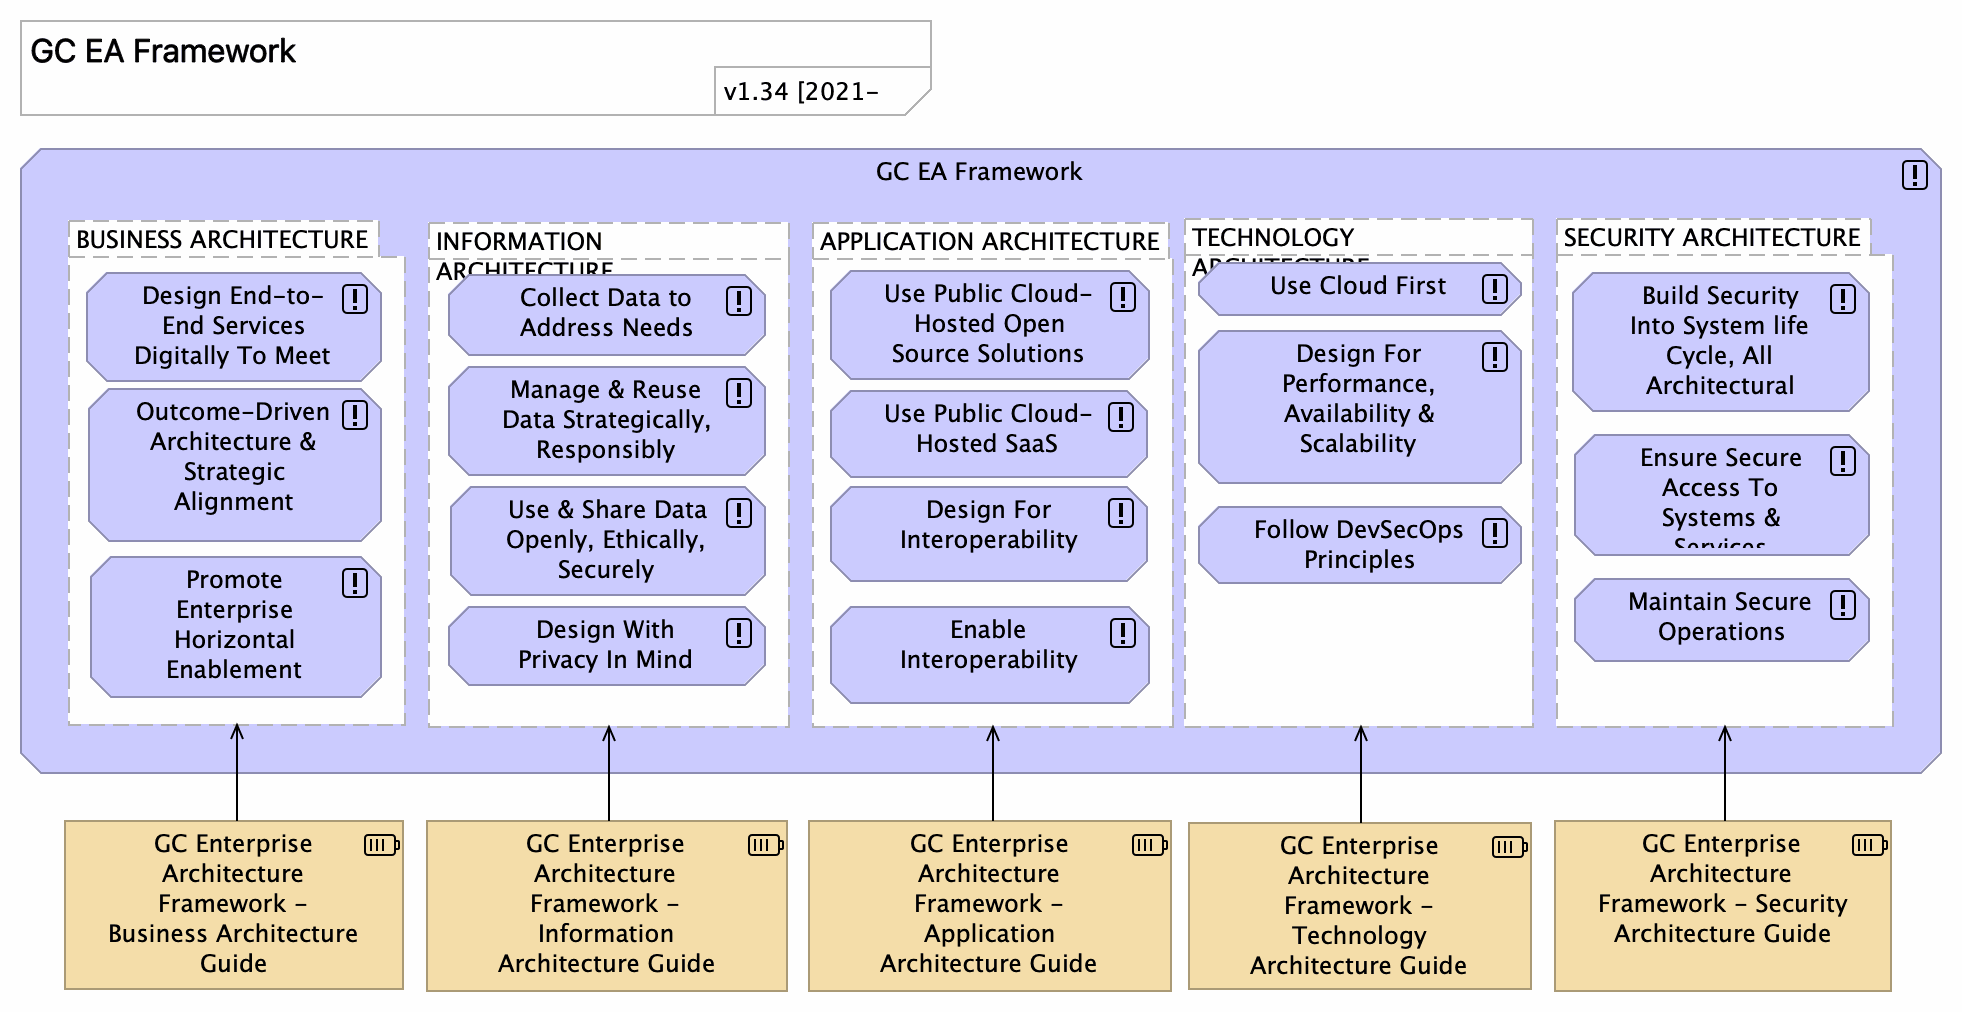 GC EA Framework
v1.34 [2021-
GC EA Framework
BUSINESS ARCHITECTURE
Design End-to-
End Services
Digitally To Meet
Outcome-Driven
Architecture &
Strategic
Alignment
Promote
Enterprise
Horizontal
Enablement
INFORMATION
ARCHITECTURE
Collect Data to
Address Needs
Manage & Reuse
Data Strategically,
Responsibly
Use & Share Data
Openly, Ethically,
Securely
Design With
Privacy In Mind
APPLICATION ARCHITECTURE
Use Public Cloud-
Hosted Open
Source Solutions
Use Public Cloud-
Hosted SaaS
Design For
Interoperability
Enable
Interoperability
TECHNOLOGY
ARCHITECTURE
Use Cloud First
Design For
Performance,
Availability &
Scalability
Follow DevSecOps
Principles
SECURITY ARCHITECTURE
Build Security
Into System life
Cycle, All
Architectural
Ensure Secure
Access To
Systems &
Services
Maintain Secure
Operations
GC Enterprise
Architecture
Framework -
Business Architecture
Guide
GC Enterprise
Architecture
Framework -
Information
Architecture Guide
GC Enterprise
Architecture
Framework -
Application
Architecture Guide
GC Enterprise
Architecture
Framework -
Technology
Architecture Guide
GC Enterprise
Architecture
Framework - Security
Architecture Guide